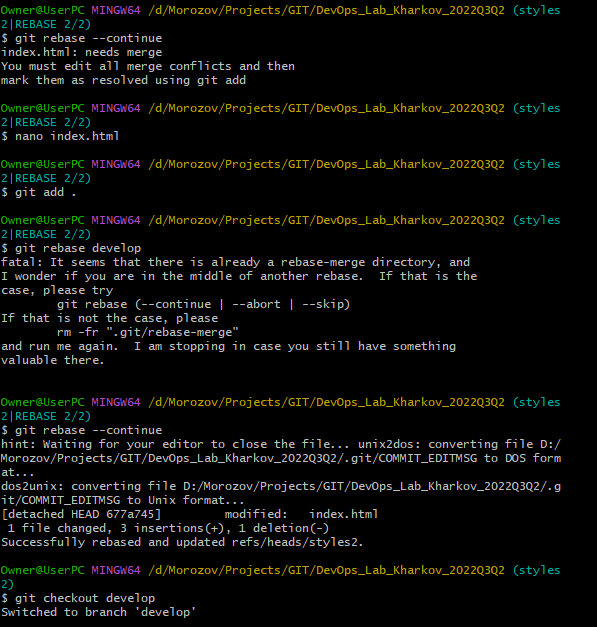 Owner@UserPC MINGW64 /d/Morozov/Projects/GIT/DevOps_Lab_Kharkov_2022Q3Q2 (styles
2|REBASE 2/2)
$ git rebase --continue
index.html: needs merge
You must edit all merge conflicts and then
mark them as resolved using git add
Owner@UserPC MINGW64 /d/Morozov/Projects/GIT/DevOps_Lab_Kharkov_2022Q3Q2 (styles
2|REBASE 2/2)
$ nano index.html
Owner@UserPC MINGW64 /d/Morozov/Projects/GIT/DevOps_Lab_Kharkov_2022Q3Q2 (styles
2|REBASE 2/2)
$ git add .
Owner@UserPC MINGW64 /d/Morozov/Projects/GIT/DevOps_Lab_Kharkov_2022Q3Q2 (styles
2|REBASE 2/2)
$ git rebase develop
fatal: It seems that there is already a rebase-merge directory, and
I wonder if you are in the middle of another rebase.  If that is the
case, please try
        git rebase (--continue | --abort | --skip)
If that is not the case, please
        rm -fr ".git/rebase-merge"
and run me again.  I am stopping in case you still have something
valuable there.
Owner@UserPC MINGW64 /d/Morozov/Projects/GIT/DevOps_Lab_Kharkov_2022Q3Q2 (styles
2|REBASE 2/2)
$ git rebase --continue
hint: Waiting for your editor to close the file... unix2dos: converting file D:/
Morozov/Projects/GIT/DevOps_Lab_Kharkov_2022Q3Q2/.git/COMMIT_EDITMSG to DOS form
at...
dos2unix: converting file D:/Morozov/Projects/GIT/DevOps_Lab_Kharkov_2022Q3Q2/.g
it/COMMIT_EDITMSG to Unix format...
[detached HEAD 677a745]         modified:   index.html
 1 file changed, 3 insertions(+), 1 deletion(-)
Successfully rebased and updated refs/heads/styles2.
Owner@UserPC MINGW64 /d/Morozov/Projects/GIT/DevOps_Lab_Kharkov_2022Q3Q2 (styles
2)
$ git checkout develop
Switched to branch 'develop'